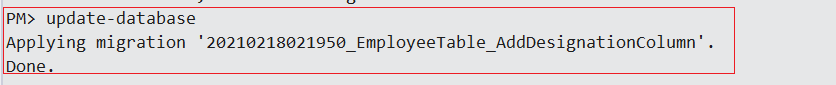 PM> update-database
Applying migration '20210218021950_EmployeeTable_AddDesignationColumn'.
Done.